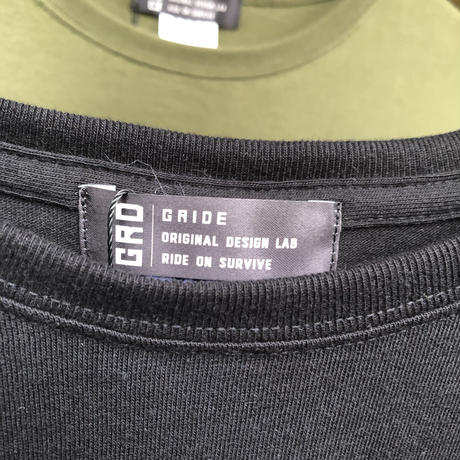 GRD
GRIDE
ORIGINAL DESIGN LAB
RIDE ON SURVIVE